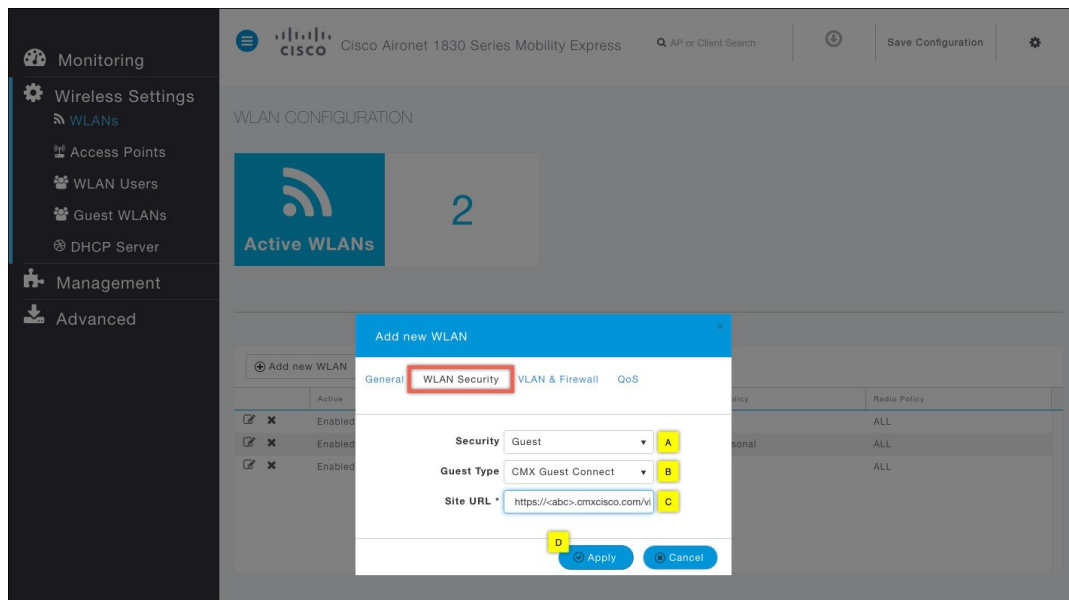 Monitoring
Wireless Settings
WLANs
Access Points
WLAN Users
Guest WLANs
DHCP Server
Management
Advanced
CISCO Cisco Aironet 1830 Series Mobility Express
AP or Client Search
Save Configuration
WLAN CONFIGURATION
Active WLANs
2
Add new WLAN
Active
olicy
Radio Policy
Enabled ALL
Enabled sonal ALL
Enabled ALL
Add new WLAN
General WLAN Security VLAN & Firewall QoS
Security Guest A
Guest Type CMX Guest Connect B
Site URL * https://<abc>.cmxcisco.com/vi C
D
Apply Cancel